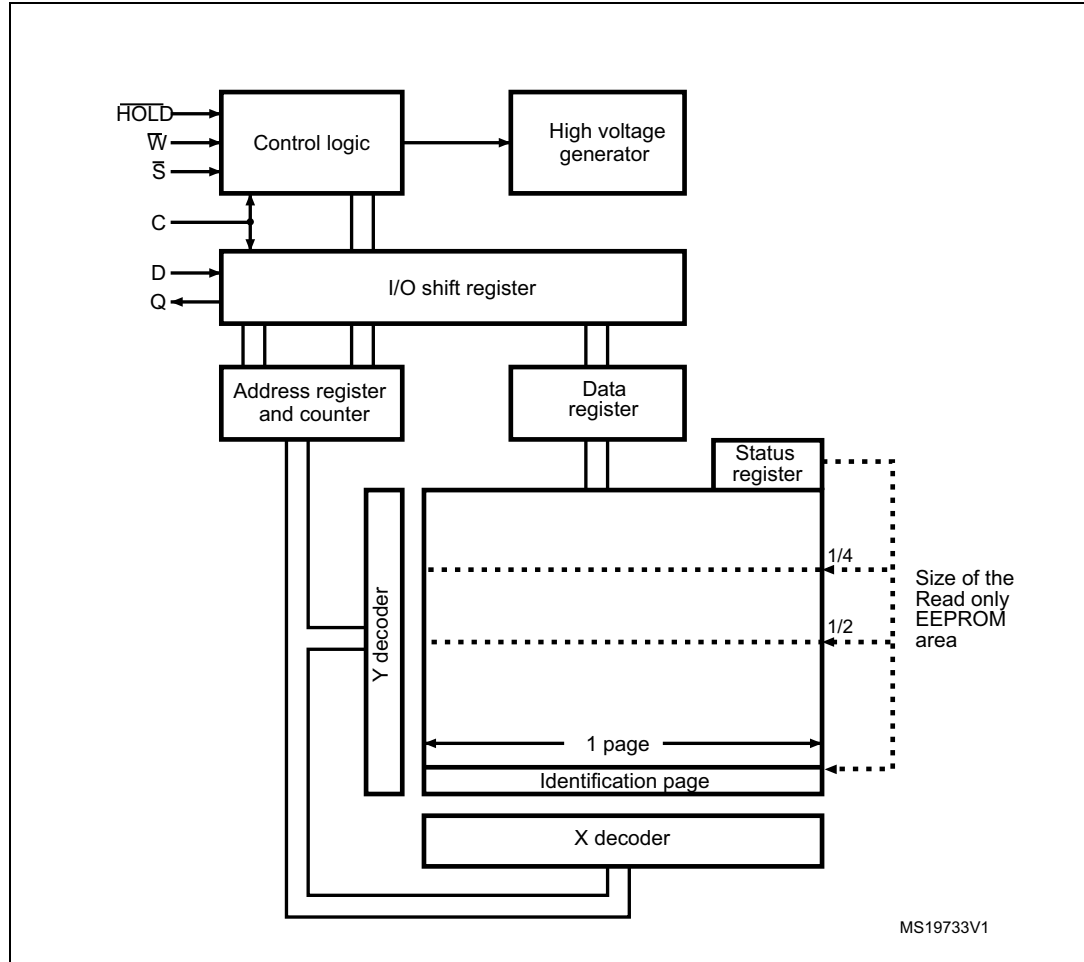 H̅O̅L̅D̅
W̅
S̅
C
D
Q
Control logic
High voltage
generator
I/O shift register
Address register
and counter
Data
register
Status
register
Y decoder
1/4
1/2
Size of the
Read only
EEPROM
area
1 page
Identification page
X decoder
MS19733V1